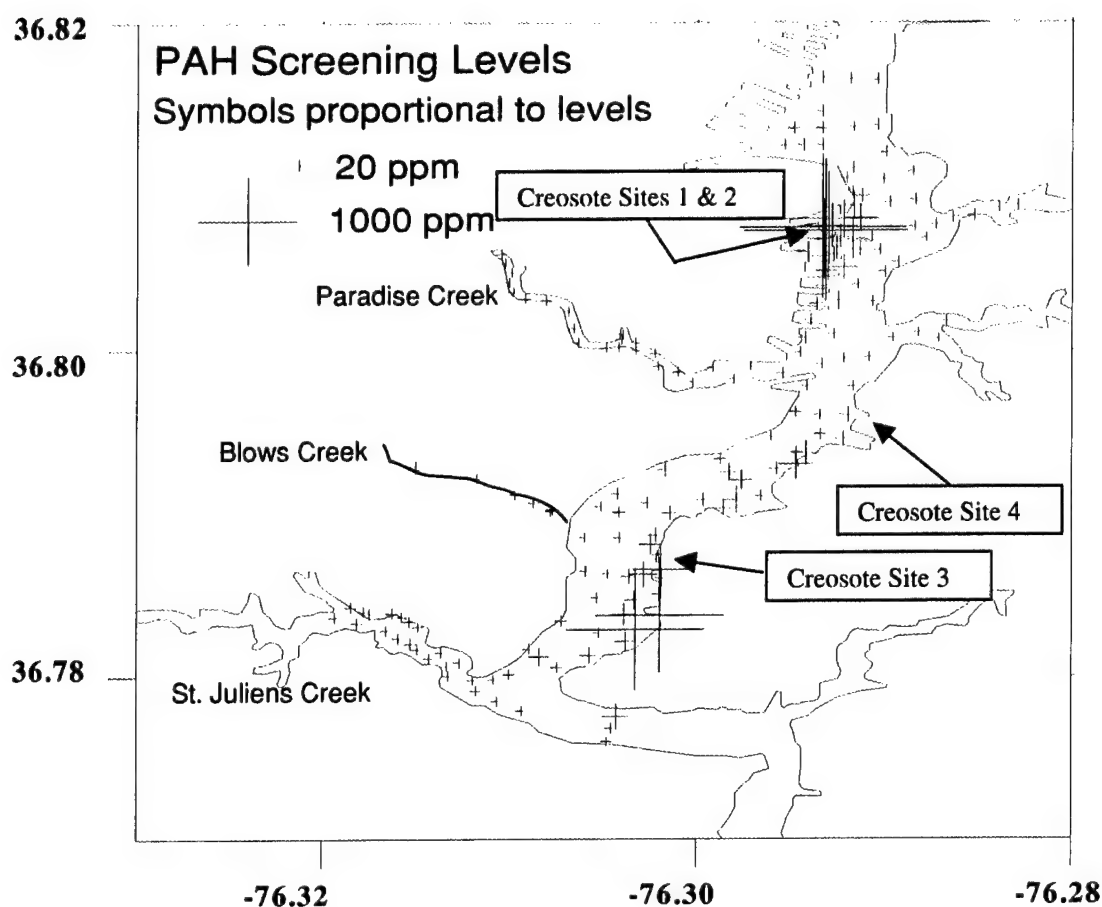 36.82
PAH Screening Levels
Symbols proportional to levels
20 ppm
1000 ppm
Creosote Sites 1 & 2
Paradise Creek
36.80
Blows Creek
Creosote Site 4
Creosote Site 3
36.78
St. Juliens Creek
-76.32
-76.30
-76.28